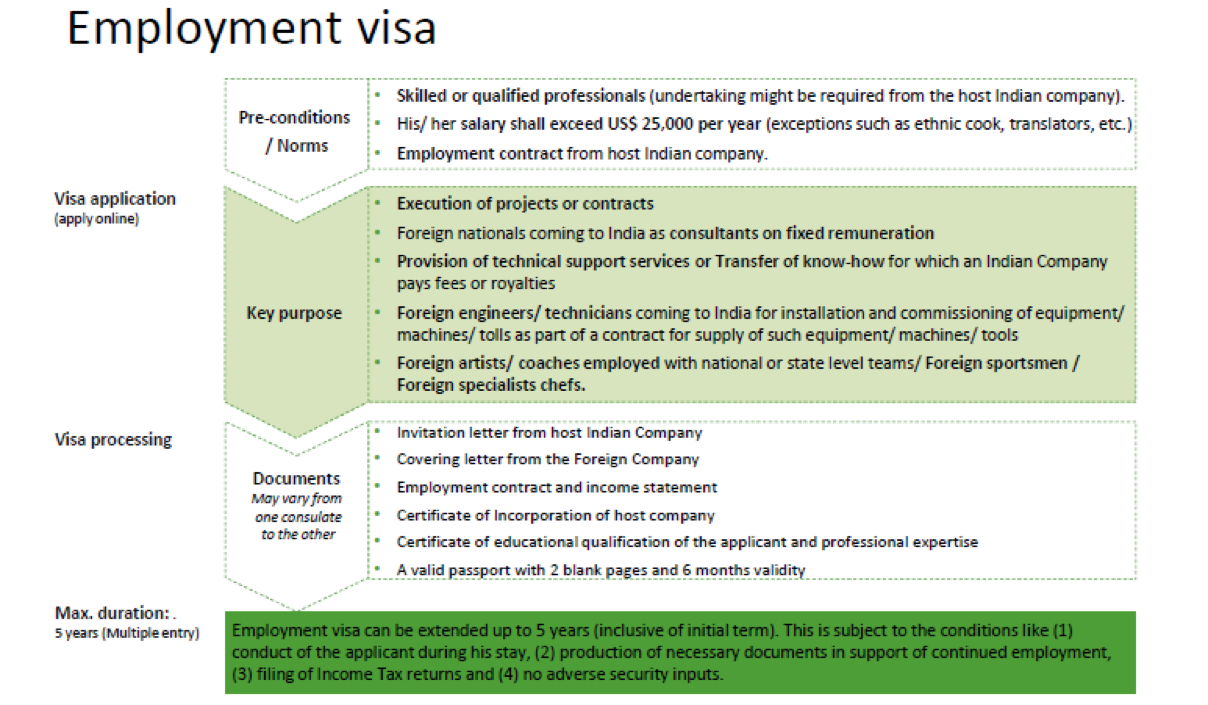 Employment visa
Pre-conditions
/ Norms
• Skilled or qualified professionals (undertaking might be required from the host Indian company).
• His/ her salary shall exceed US$ 25,000 per year (exceptions such as ethnic cook, translators, etc.)
• Employment contract from host Indian company.
Visa application
(apply online)
Key purpose
• Execution of projects or contracts
• Foreign nationals coming to India as consultants on fixed remuneration
• Provision of technical support services or Transfer of know-how for which an Indian Company
pays fees or royalties
• Foreign engineers/ technicians coming to India for installation and commissioning of equipment/
machines/ tolls as part of a contract for supply of such equipment/ machines/ tools
• Foreign artists/ coaches employed with national or state level teams/ Foreign sportsmen /
Foreign specialists chefs.
Visa processing
Documents
May vary from
one consulate
to the other
• Invitation letter from host Indian Company
• Covering letter from the Foreign Company
• Employment contract and income statement
• Certificate of Incorporation of host company
• Certificate of educational qualification of the applicant and professional expertise
• A valid passport with 2 blank pages and 6 months validity
Max. duration: .
5 years (Multiple entry)
Employment visa can be extended up to 5 years (inclusive of initial term). This is subject to the conditions like (1)
conduct of the applicant during his stay, (2) production of necessary documents in support of continued employment,
(3) filing of Income Tax returns and (4) no adverse security inputs.